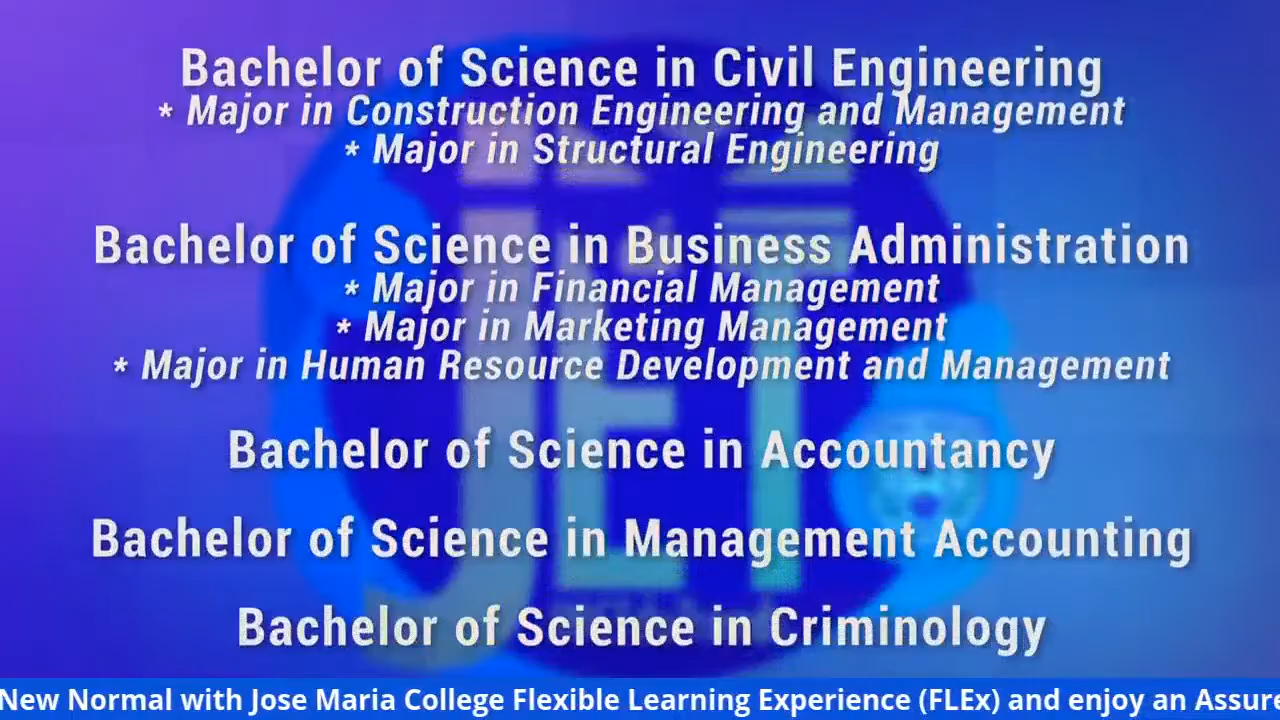 Bachelor of Science in Civil Engineering
* Major in Construction Engineering and Management
* Major in Structural Engineering
Bachelor of Science in Business Administration
* Major in Financial Management
* Major in Marketing Management
* Major in Human Resource Development and Management
Bachelor of Science in Accountancy
Bachelor of Science in Management Accounting
Bachelor of Science in Criminology
New Normal with Jose Maria College Flexible Learning Experience (FLEx) and enjoy an Assure